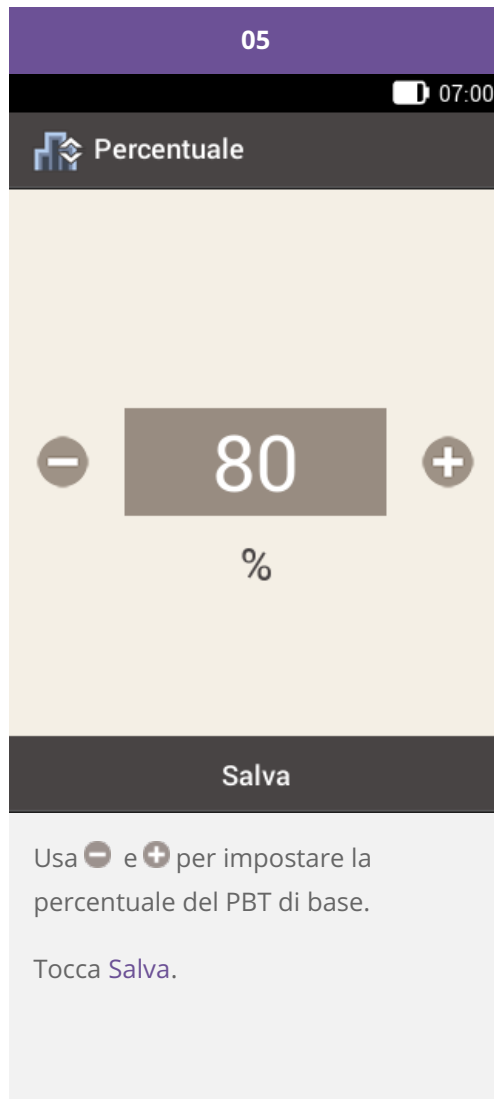 05
07:00
Percentuale
80
%
Salva
Usa e per impostare la
percentuale del PBT di base.
Tocca Salva.